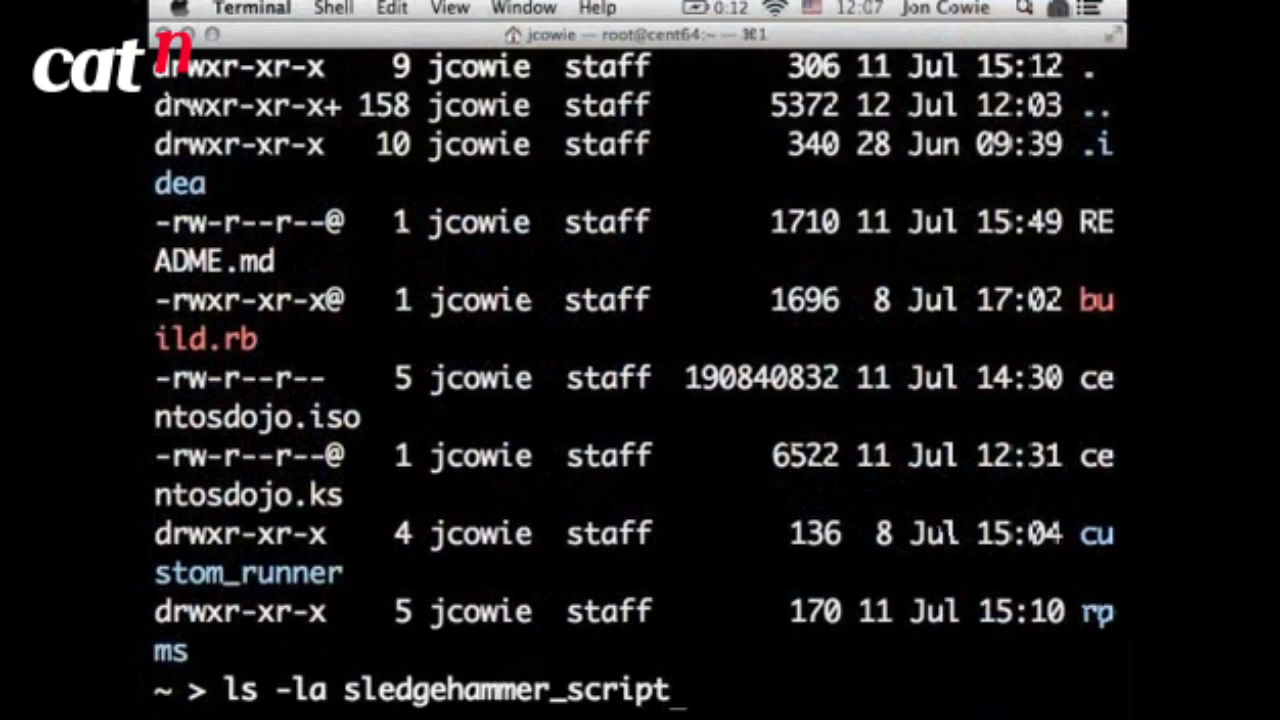 Terminal Shell Edit View Window Help 0:12 12:07 Jon Cowie
catn
jcowie — root@cent64:~ — ⌘1
drwxr-xr-x 9 jcowie staff 306 11 Jul 15:12 .
drwxr-xr-x+ 158 jcowie staff 5372 12 Jul 12:03 ..
drwxr-xr-x 10 jcowie staff 340 28 Jun 09:39 .i
dea
-rw-r--r--@ 1 jcowie staff 1710 11 Jul 15:49 RE
ADME.md
-rwxr-xr-x@ 1 jcowie staff 1696 8 Jul 17:02 bu
ild.rb
-rw-r--r-- 5 jcowie staff 190840832 11 Jul 14:30 ce
ntosdojo.iso
-rw-r--r--@ 1 jcowie staff 6522 11 Jul 12:31 ce
ntosdojo.ks
drwxr-xr-x 4 jcowie staff 136 8 Jul 15:04 cu
stom_runner
drwxr-xr-x 5 jcowie staff 170 11 Jul 15:10 rp
ms
~ > ls -la sledgehammer_script_